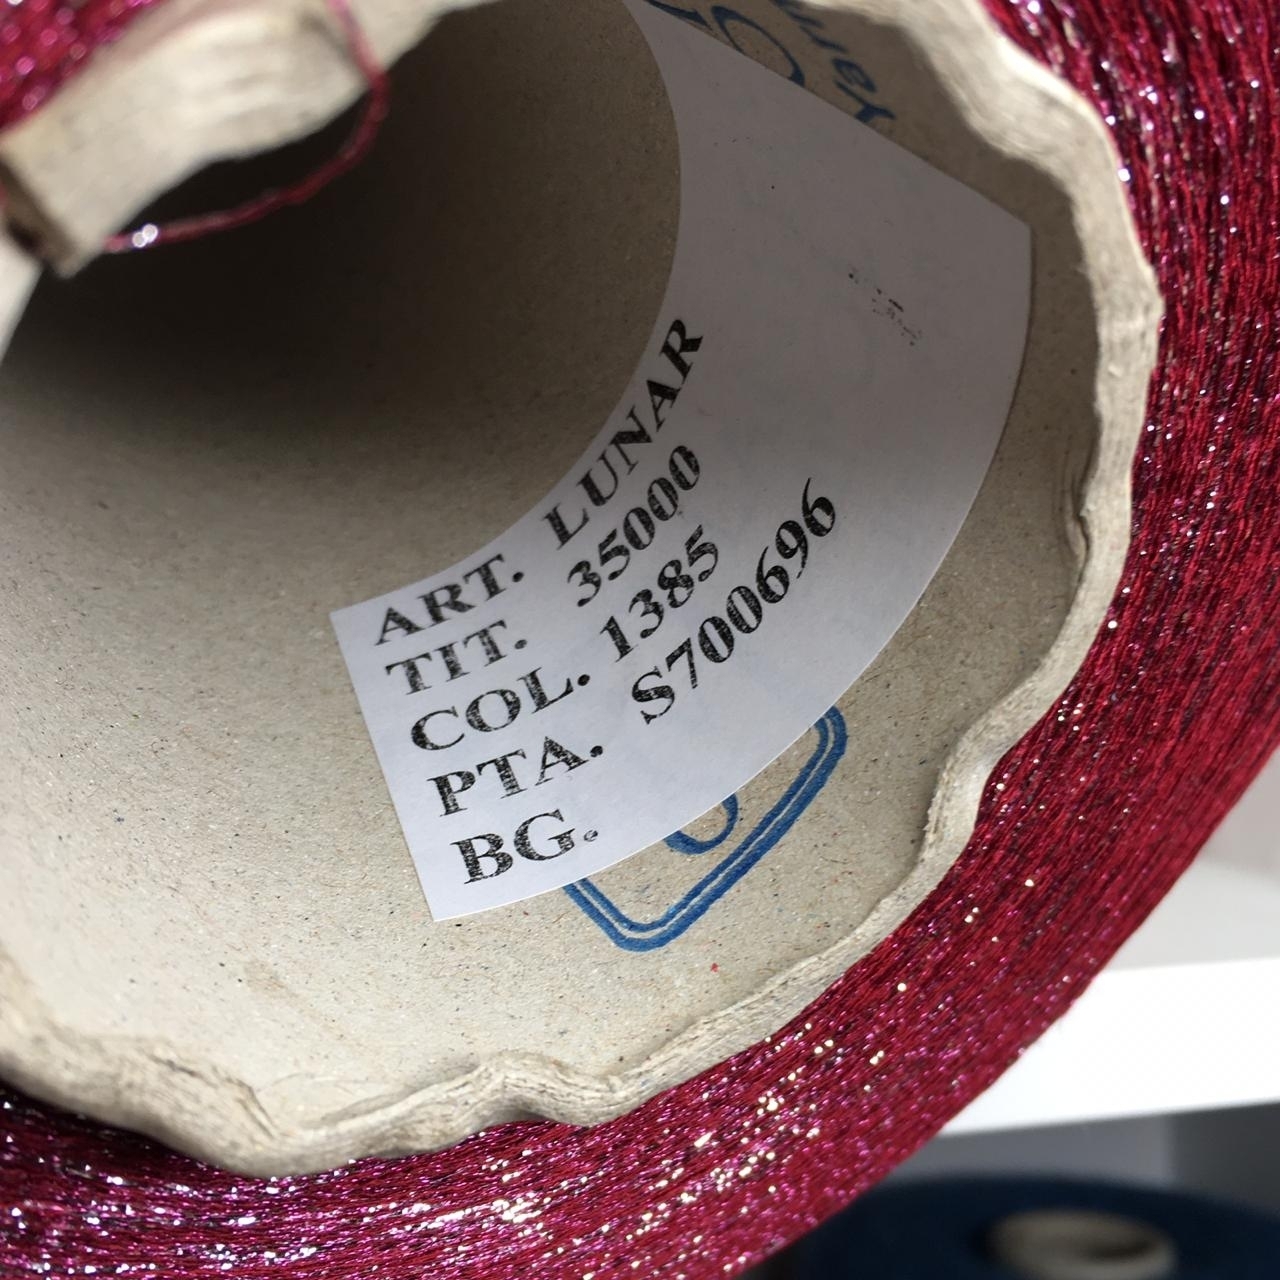 ART. LUNAR
TIT. 35000
COL. 1385
PTA. S700696
BG.